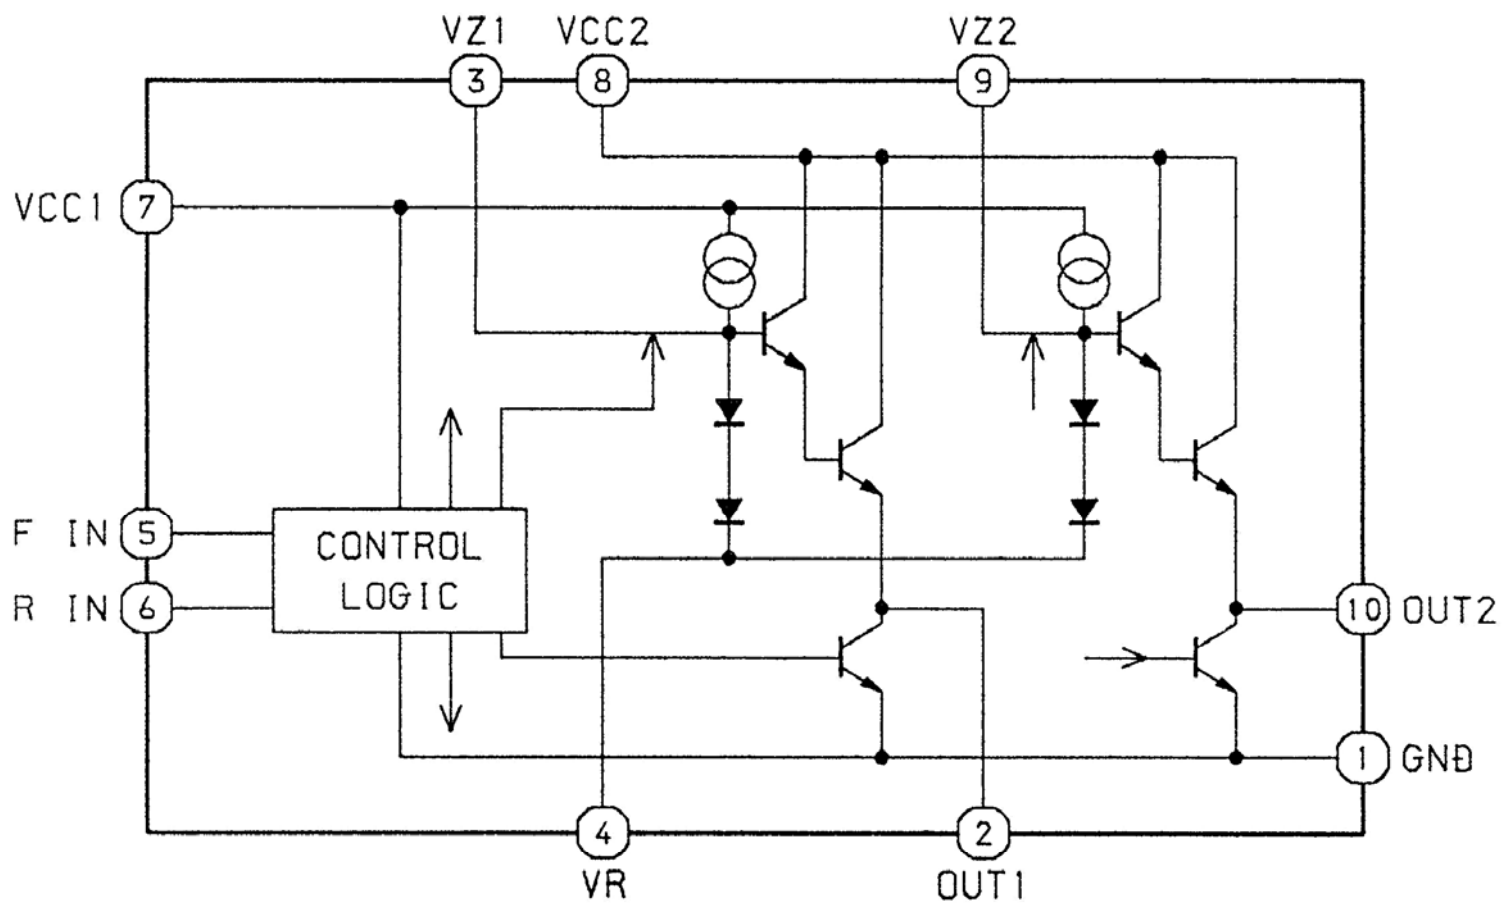 VZ1 VCC2 VZ2
3 8 9
VCC1 7
F IN 5
CONTROL
LOGIC
R IN 6
10 OUT2
1 GND
4 2
VR OUT1